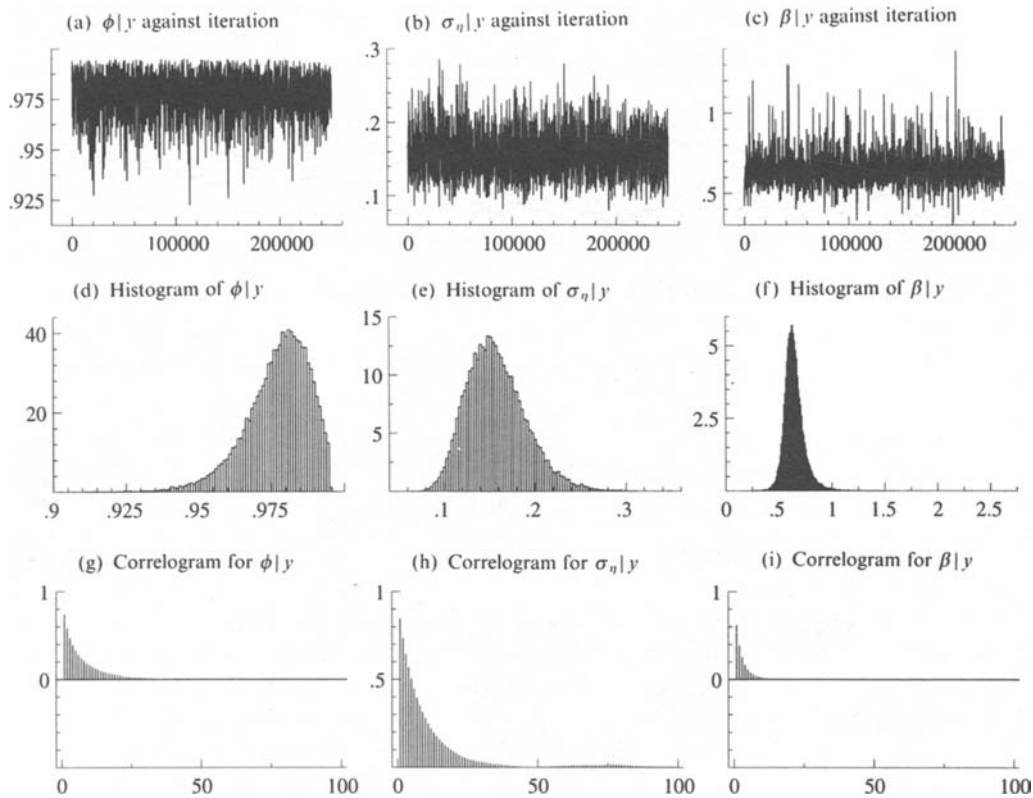 (a) ϕ|y against iteration
(b) σ_η|y against iteration
(c) β|y against iteration
.975
.95
.925
0 100000 200000
.3
.2
.1
0 100000 200000
1
.5
0 100000 200000
(d) Histogram of ϕ|y
(e) Histogram of σ_η|y
(f) Histogram of β|y
40
20
.9 .925 .95 .975
15
10
5
.1 .2 .3
5
2.5
0 .5 1 1.5 2 2.5
(g) Correlogram for ϕ|y
(h) Correlogram for σ_η|y
(i) Correlogram for β|y
1
0
0 50 100
1
.5
0 50 100
1
0
0 50 100